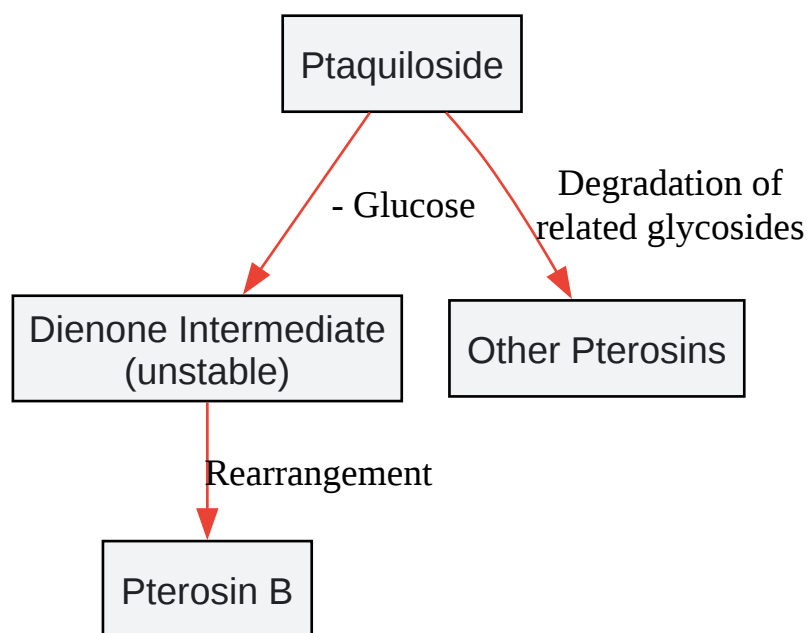 Ptaquiloside
- Glucose
Degradation of
related glycosides
Dienone Intermediate
(unstable)
Other Pterosins
Rearrangement
Pterosin B